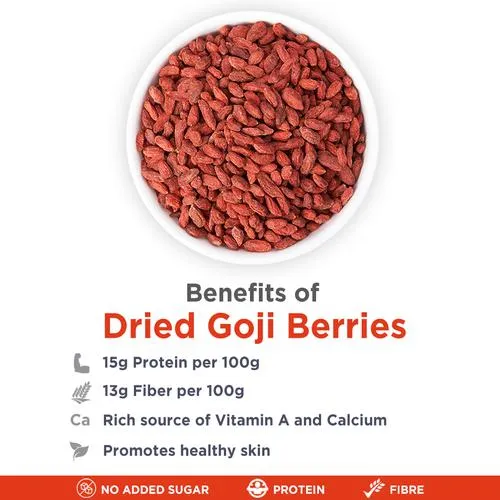 Benefits of
Dried Goji Berries
15g Protein per 100g
13g Fiber per 100g
Ca Rich source of Vitamin A and Calcium
Promotes healthy skin
NO ADDED SUGAR PROTEIN FIBRE